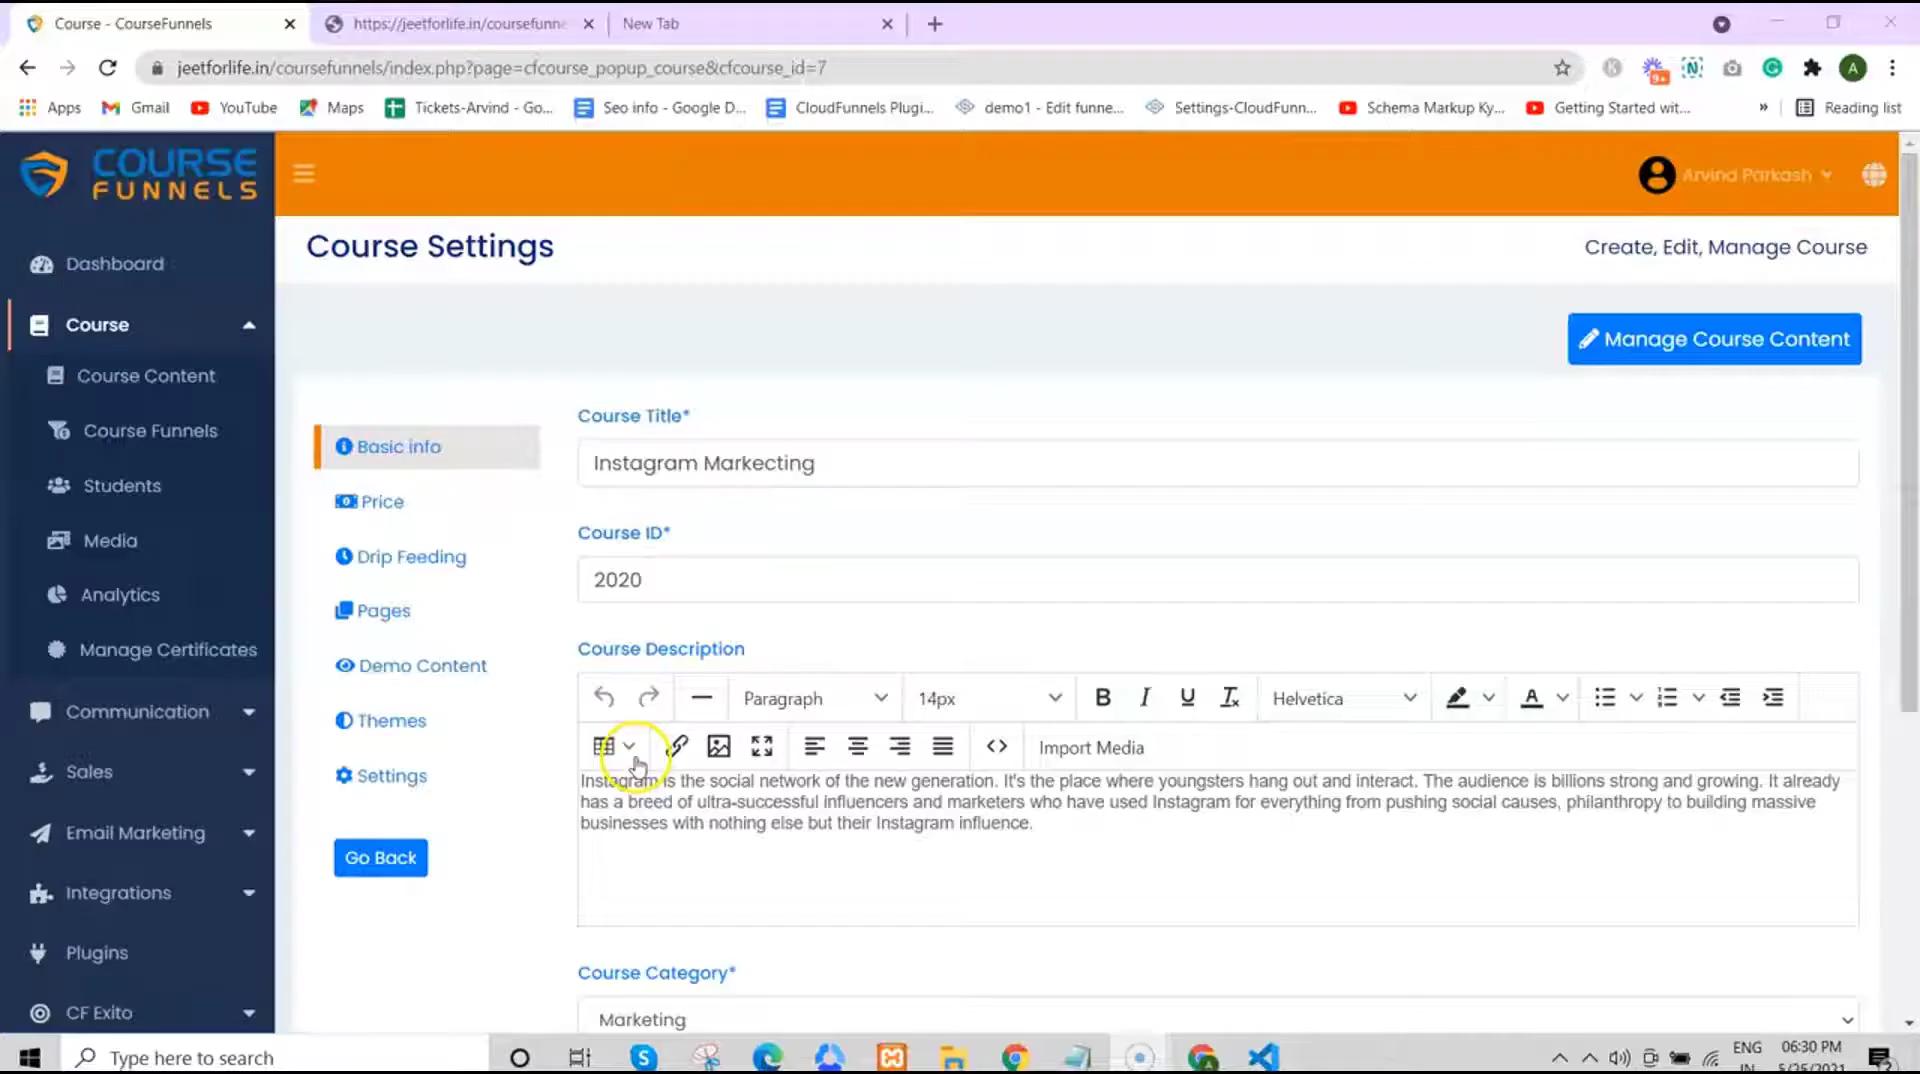 Course - CourseFunnels
https://jeetforlife.in/coursefunne
New Tab
jeetforlife.in/coursefunnels/index.php?page=cfcourse_popup_course&cfcourse_id=7
9+
A
Apps
Gmail
YouTube
Maps
Tickets-Arvind - Go...
Seo info - Google D...
CloudFunnels Plugi...
demo1 - Edit funne...
Settings-CloudFunn...
Schema Markup Ky...
Getting Started wit...
»
Reading list
COURSE
FUNNELS
Arvind Parkash
Dashboard
Course
Course Content
Course Funnels
Students
Media
Analytics
Manage Certificates
Communication
Sales
Email Marketing
Integrations
Plugins
CF Exito
Course Settings
Create, Edit, Manage Course
Manage Course Content
Basic info
Price
Drip Feeding
Pages
Demo Content
Themes
Settings
Go Back
Course Title*
Instagram Markecting
Course ID*
2020
Course Description
Paragraph
14px
B I U
Helvetica
A
Import Media
Instagram is the social network of the new generation. It's the place where youngsters hang out and interact. The audience is billions strong and growing. It already
has a breed of ultra-successful influencers and marketers who have used Instagram for everything from pushing social causes, philanthropy to building massive
businesses with nothing else but their Instagram influence.
Course Category*
Marketing
Type here to search
ENG
IN
06:30 PM
5/25/2021